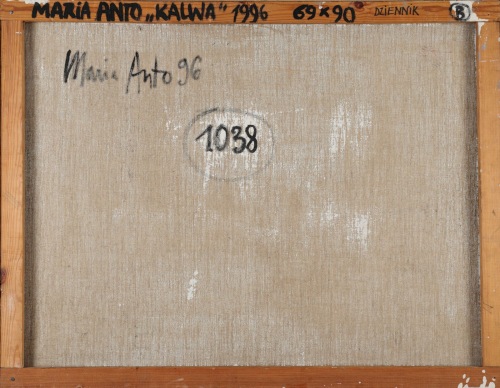 MARIA ANTO „KALWA" 1996 69×90 DZIENNIK B
Maria Anto 96
1038